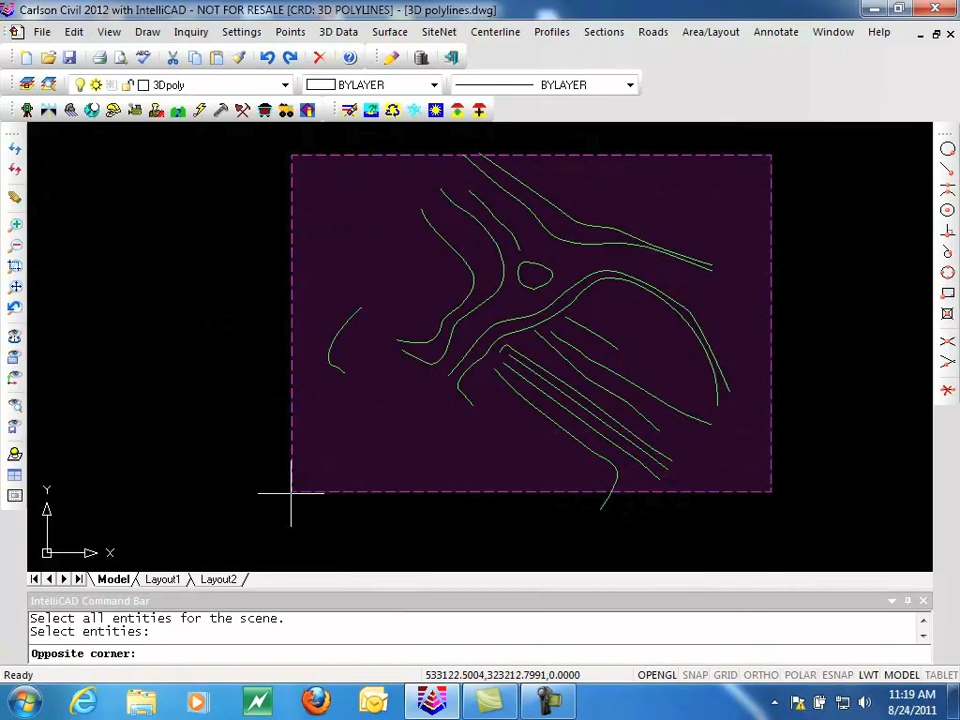 Carlson Civil 2012 with IntelliCAD - NOT FOR RESALE [CRD: 3D POLYLINES] - [3D polylines.dwg]
File Edit View Draw Inquiry Settings Points 3D Data Surface SiteNet Centerline Profiles Sections Roads Area/Layout Annotate Window Help
3Dpoly BYLAYER BYLAYER
Y
X
Model Layout1 Layout2
IntelliCAD Command Bar
Select all entities for the scene.
Select entities:
Opposite corner:
Ready 533122.5004,323212.7991,0.0000 OPENGL SNAP GRID ORTHO POLAR ESNAP LWT MODEL TABLET
11:19 AM
8/24/2011